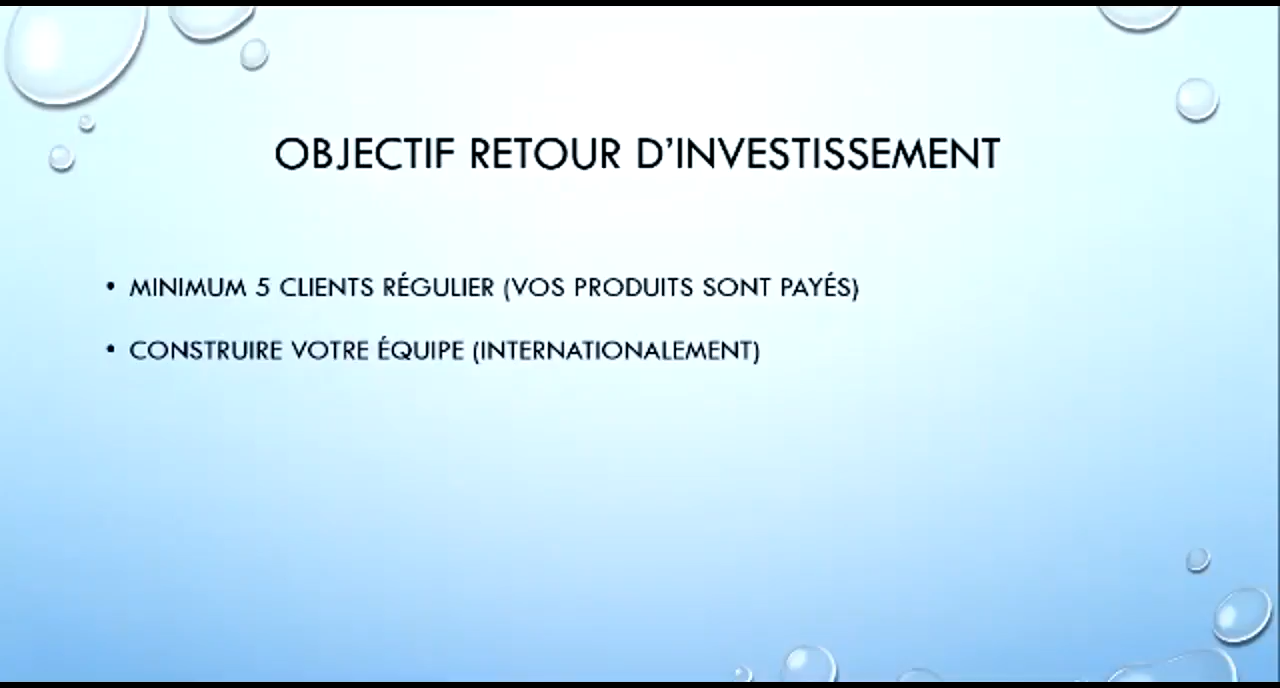 OBJECTIF RETOUR D’INVESTISSEMENT
• MINIMUM 5 CLIENTS RÉGULIER (VOS PRODUITS SONT PAYÉS)
• CONSTRUIRE VOTRE ÉQUIPE (INTERNATIONALEMENT)